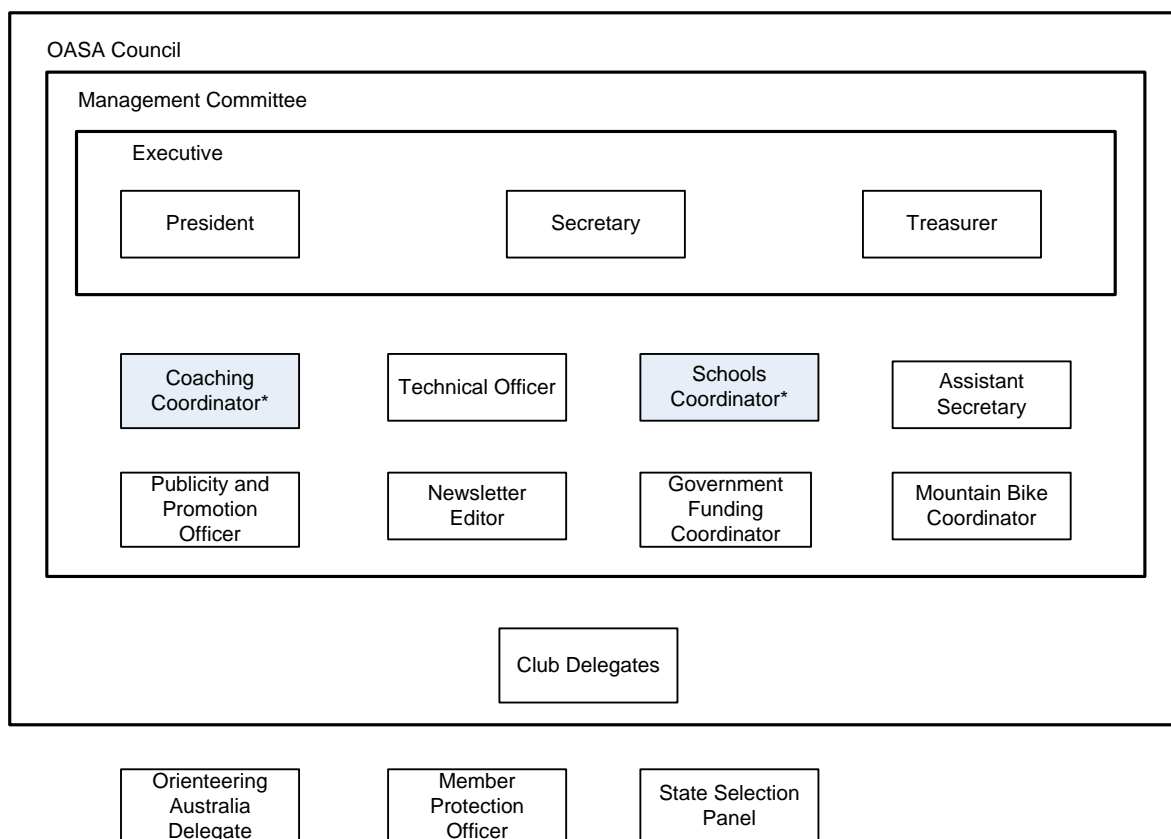 OASA Council
Management Committee
Executive
President
Secretary
Treasurer
Coaching
Coordinator*
Technical Officer
Schools
Coordinator*
Assistant
Secretary
Publicity and
Promotion
Officer
Newsletter
Editor
Government
Funding
Coordinator
Mountain Bike
Coordinator
Club Delegates
Orienteering
Australia
Delegate
Member
Protection
Officer
State Selection
Panel